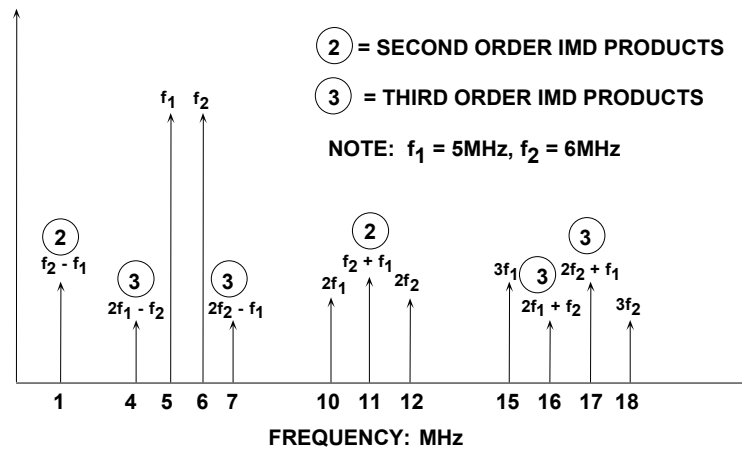 2 = SECOND ORDER IMD PRODUCTS
3 = THIRD ORDER IMD PRODUCTS
NOTE: f1 = 5MHz, f2 = 6MHz
f1 f2
2
f2 - f1
3
2f1 - f2
3
2f2 - f1
2
f2 + f1
2f1
2f2
3
2f2 + f1
3f1
3
2f1 + f2
3f2
1 4 5 6 7 10 11 12 15 16 17 18
FREQUENCY: MHz